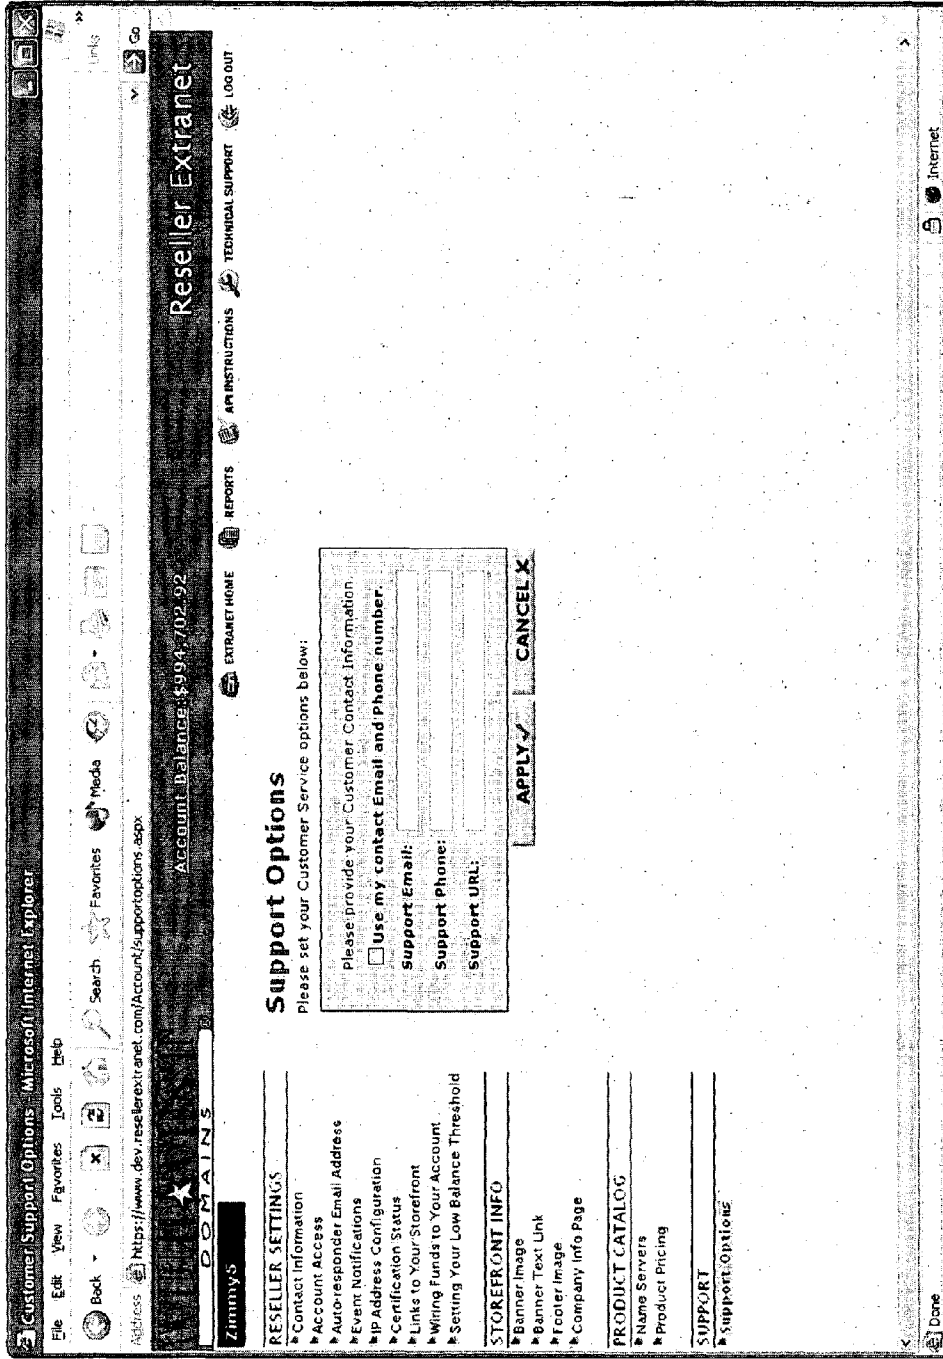 Customer Support Options - Microsoft Internet Explorer
File Edit View Favorites Tools Help
Back Search Favorites Media
Address https://www.dev.resellerextranet.com/Account/supportoptions.aspx Go Links »
DOMAINS
Account Balance: $994,702.92
Reseller Extranet
ZimmyS
EXTRANET HOME REPORTS API INSTRUCTIONS TECHNICAL SUPPORT LOG OUT
RESELLER SETTINGS
Contact Information
Account Access
Auto-responder Email Address
Event Notifications
IP Address Configuration
Certification Status
Links to Your Storefront
Wiring Funds to Your Account
Setting Your Low Balance Threshold
STOREFRONT INFO
Banner Image
Banner Text Link
Footer Image
Company Info Page
PRODUCT CATALOG
Name Servers
Product Pricing
SUPPORT
Support Options
Support Options
Please set your Customer Service options below:
Please provide your Customer Contact Information
Use my contact Email and Phone number.
Support Email:
Support Phone:
Support URL:
APPLY✓ CANCEL X
Done Internet